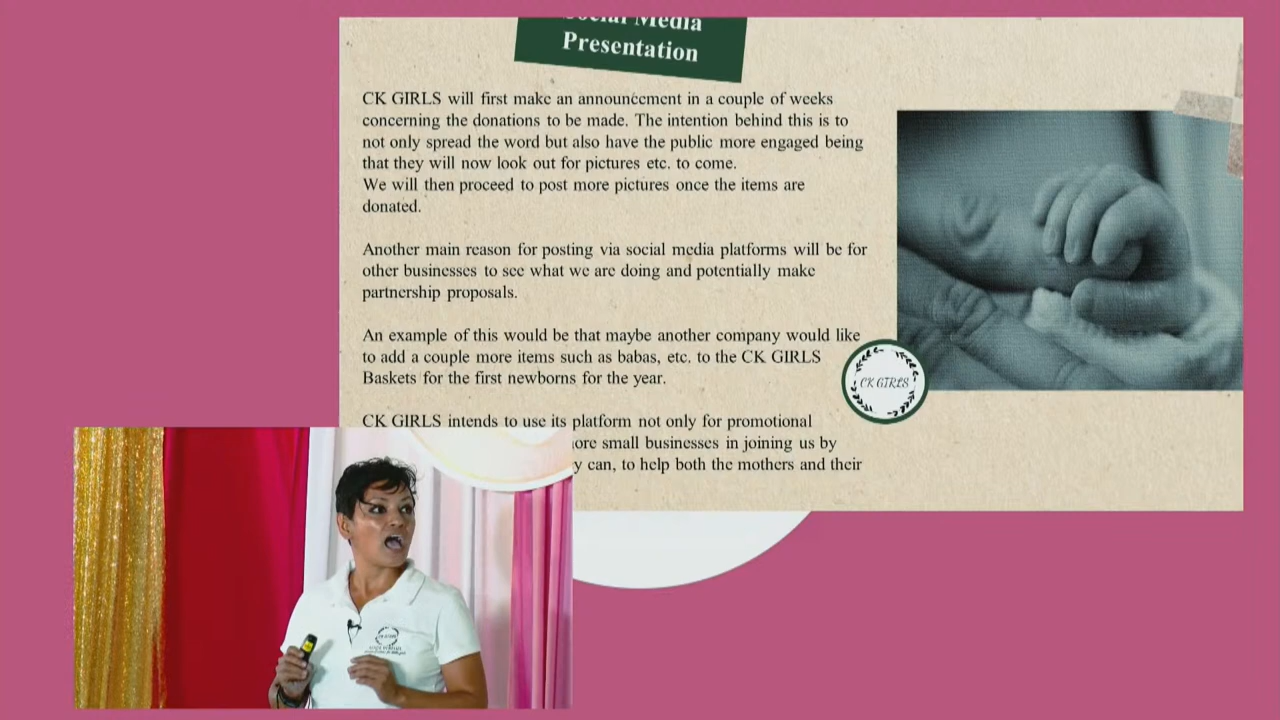 Social Media
Presentation
CK GIRLS will first make an announcement in a couple of weeks
concerning the donations to be made. The intention behind this is to
not only spread the word but also have the public more engaged being
that they will now look out for pictures etc. to come.
We will then proceed to post more pictures once the items are
donated.
Another main reason for posting via social media platforms will be for
other businesses to see what we are doing and potentially make
partnership proposals.
An example of this would be that maybe another company would like
to add a couple more items such as babas, etc. to the CK GIRLS
Baskets for the first newborns for the year.
CK GIRLS intends to use its platform not only for promotional
more small businesses in joining us by
can, to help both the mothers and their
CK GIRLS